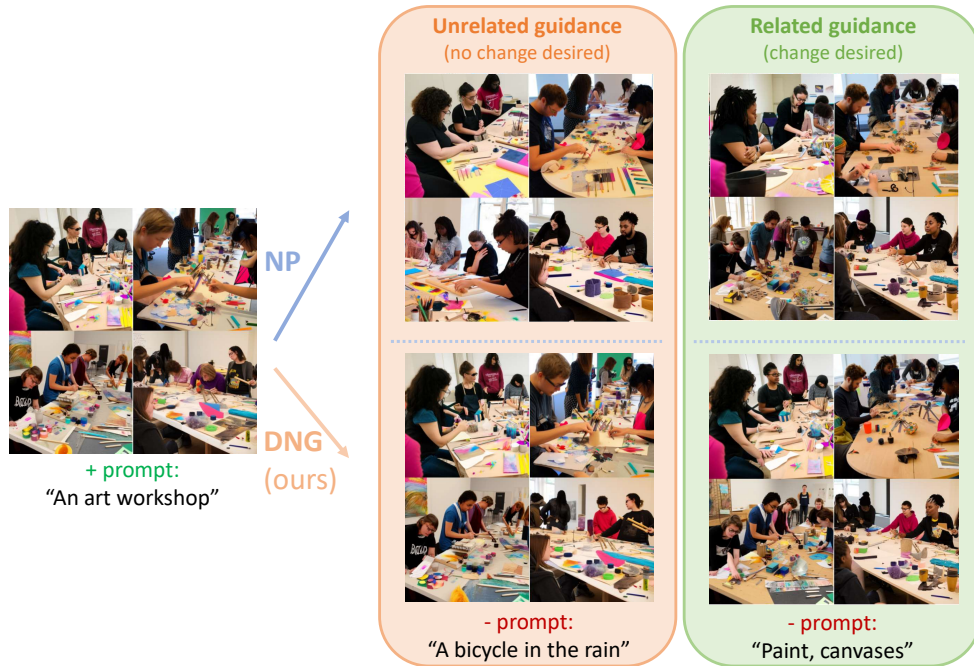 Unrelated guidance
(no change desired)
Related guidance
(change desired)
NP
DNG
(ours)
+ prompt:
“An art workshop”
- prompt:
“A bicycle in the rain”
- prompt:
“Paint, canvases”